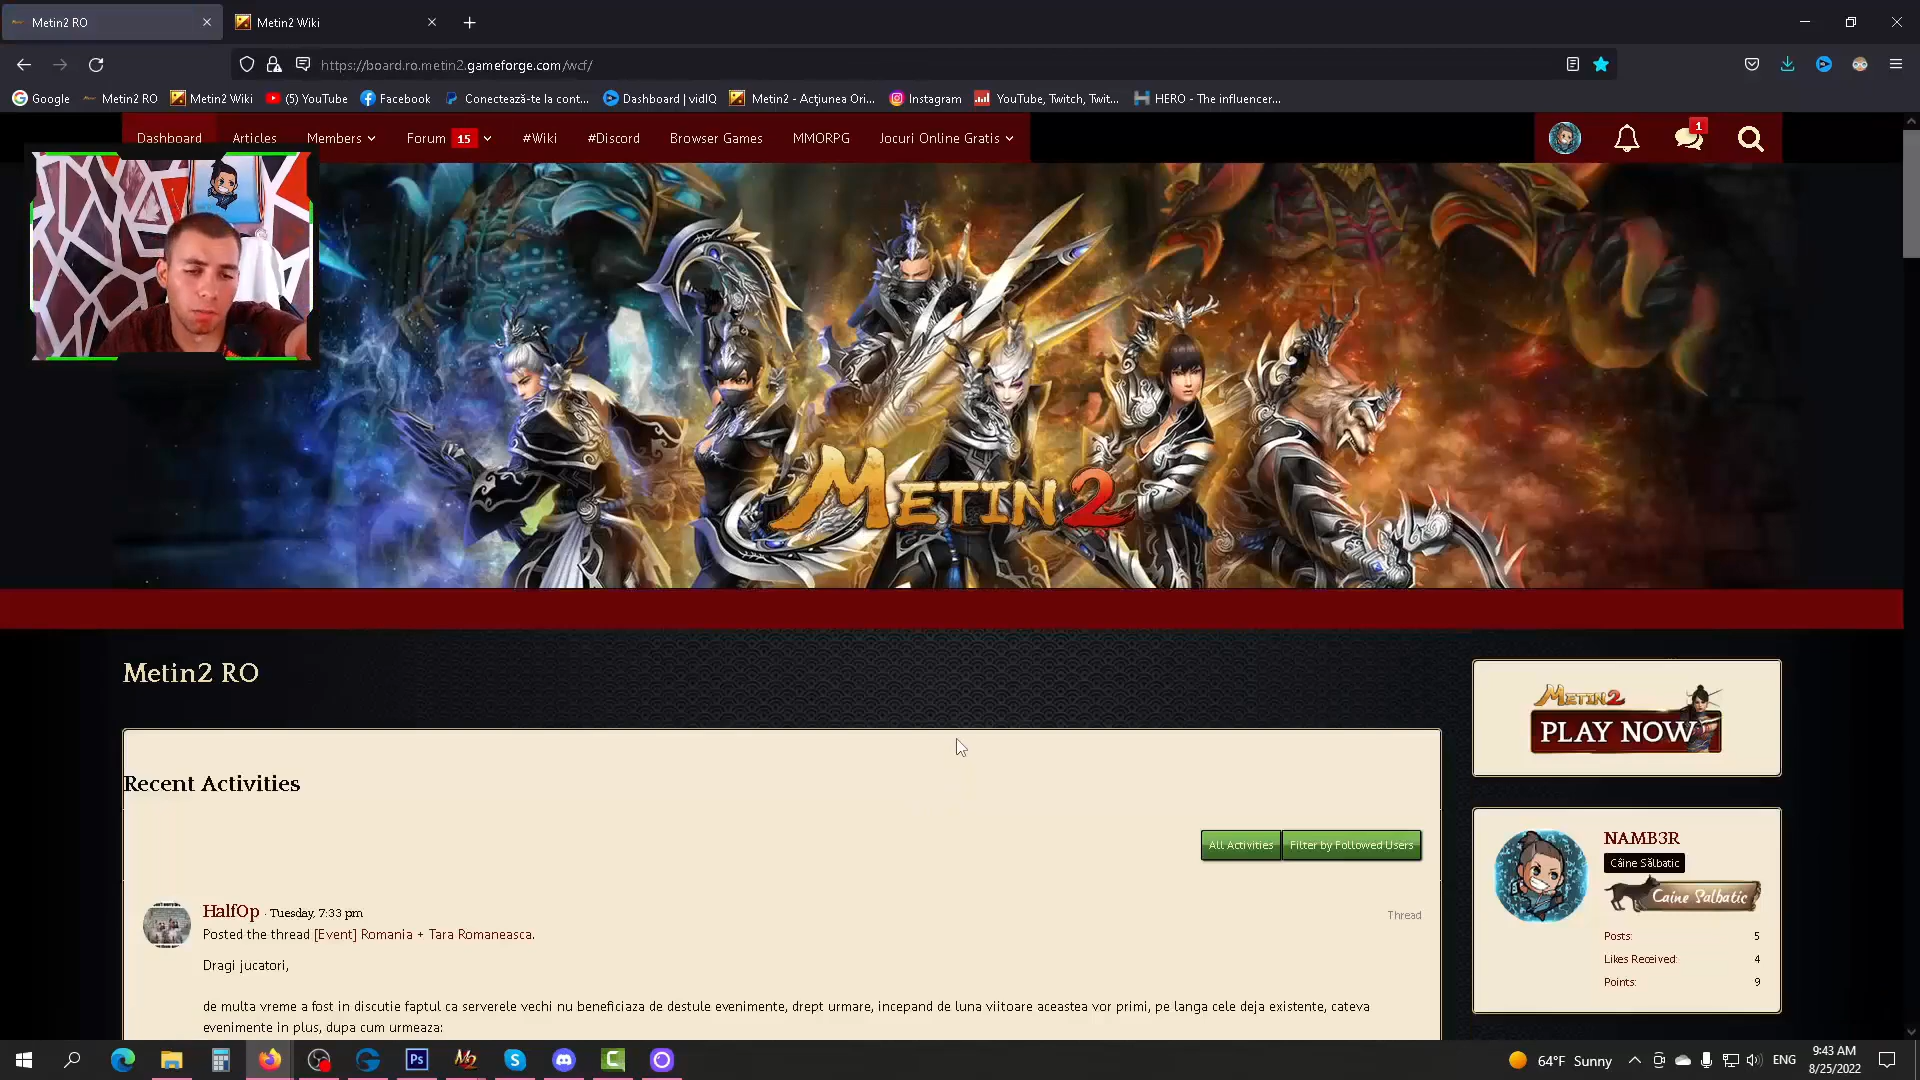 Metin2 RO
Metin2 Wiki
https://board.ro.metin2.gameforge.com/wcf/
Google
Metin2 RO
Metin2 Wiki
(5) YouTube
Facebook
Conectează-te la cont...
Dashboard | vidIQ
Metin2 - Acțiunea Ori...
Instagram
YouTube, Twitch, Twit...
HERO - The influencer...
Dashboard
Articles
Members
Forum 15
#Wiki
#Discord
Browser Games
MMORPG
Jocuri Online Gratis
1
METIN2
Metin2 RO
METIN2
PLAY NOW
Recent Activities
All Activities
Filter by Followed Users
NAMB3R
Câine Sălbatic
Caine Salbatic
Posts: 5
Likes Received: 4
Points: 9
HalfOp · Tuesday, 7:33 pm
Thread
Posted the thread [Event] Romania + Tara Romaneasca.
Dragi jucatori,
de multa vreme a fost in discutie faptul ca serverele vechi nu beneficiaza de destule evenimente, drept urmare, incepand de luna viitoare aceastea vor primi, pe langa cele deja existente, cateva
evenimente in plus, dupa cum urmeaza:
Ps
M2
64°F Sunny
ENG
9:43 AM
8/25/2022